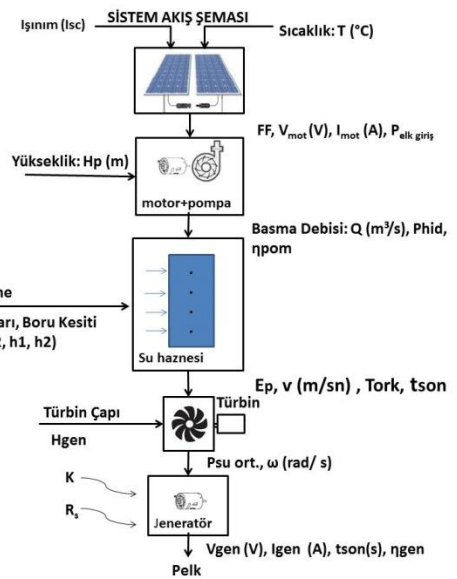 SİSTEM AKIŞ ŞEMASI
Işınım (Isc)
Sıcaklık: T (°C)
FF, Vmot (V), Imot (A), Pelk giriş
Yükseklik: Hp (m)
motor+pompa
Basma Debisi: Q (m³/s), Phid,
ηpom
ne
arı, Boru Kesiti
, h1, h2)
Su haznesi
Ep, v (m/sn) , Tork, tson
Türbin Çapı
Türbin
Hgen
Psu ort., ω (rad/ s)
K
Rs
Jeneratör
Vgen (V), Igen (A), tson(s), ηgen
Pelk